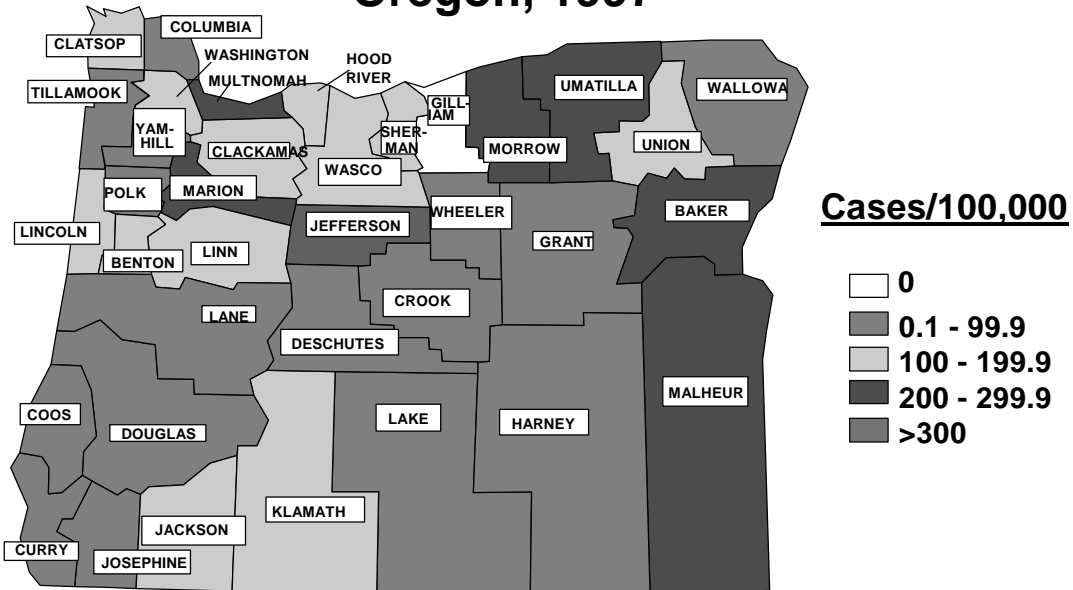 Oregon, 1997
COLUMBIA
CLATSOP
WASHINGTON
HOOD
RIVER
MULTNOMAH
TILLAMOOK
UMATILLA
WALLOWA
GILL-
IAM
YAM-
HILL
SHER-
MAN
CLACKAMAS
MORROW
UNION
WASCO
POLK
MARION
WHEELER
BAKER
JEFFERSON
LINCOLN
GRANT
LINN
BENTON
CROOK
LANE
DESCHUTES
MALHEUR
COOS
LAKE
HARNEY
DOUGLAS
KLAMATH
JACKSON
CURRY
JOSEPHINE
Cases/100,000
0
0.1 - 99.9
100 - 199.9
200 - 299.9
>300